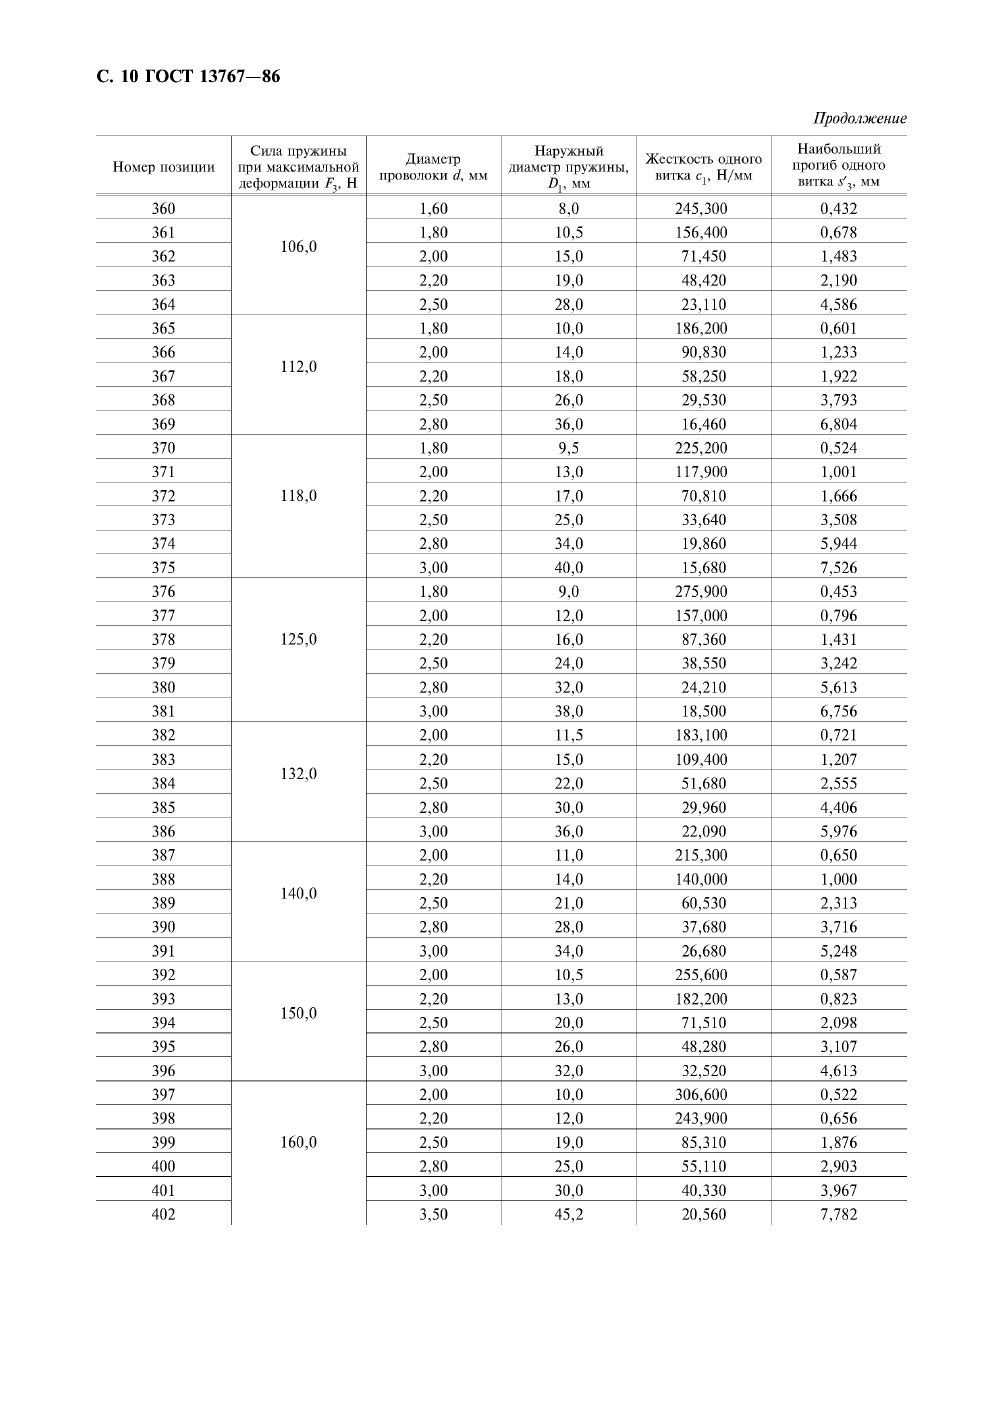 С. 10 ГОСТ 13767—86
Продолжение
Номер позиции
Сила пружины
при максимальной
деформации F3, Н
Диаметр
проволоки d, мм
Наружный
диаметр пружины,
D1, мм
Жесткость одного
витка c1, Н/мм
Наибольший
прогиб одного
витка s′3, мм
360 106,0 1,60 8,0 245,300 0,432
361 1,80 10,5 156,400 0,678
362 2,00 15,0 71,450 1,483
363 2,20 19,0 48,420 2,190
364 2,50 28,0 23,110 4,586
365 112,0 1,80 10,0 186,200 0,601
366 2,00 14,0 90,830 1,233
367 2,20 18,0 58,250 1,922
368 2,50 26,0 29,530 3,793
369 2,80 36,0 16,460 6,804
370 118,0 1,80 9,5 225,200 0,524
371 2,00 13,0 117,900 1,001
372 2,20 17,0 70,810 1,666
373 2,50 25,0 33,640 3,508
374 2,80 34,0 19,860 5,944
375 3,00 40,0 15,680 7,526
376 125,0 1,80 9,0 275,900 0,453
377 2,00 12,0 157,000 0,796
378 2,20 16,0 87,360 1,431
379 2,50 24,0 38,550 3,242
380 2,80 32,0 24,210 5,613
381 3,00 38,0 18,500 6,756
382 132,0 2,00 11,5 183,100 0,721
383 2,20 15,0 109,400 1,207
384 2,50 22,0 51,680 2,555
385 2,80 30,0 29,960 4,406
386 3,00 36,0 22,090 5,976
387 140,0 2,00 11,0 215,300 0,650
388 2,20 14,0 140,000 1,000
389 2,50 21,0 60,530 2,313
390 2,80 28,0 37,680 3,716
391 3,00 34,0 26,680 5,248
392 150,0 2,00 10,5 255,600 0,587
393 2,20 13,0 182,200 0,823
394 2,50 20,0 71,510 2,098
395 2,80 26,0 48,280 3,107
396 3,00 32,0 32,520 4,613
397 160,0 2,00 10,0 306,600 0,522
398 2,20 12,0 243,900 0,656
399 2,50 19,0 85,310 1,876
400 2,80 25,0 55,110 2,903
401 3,00 30,0 40,330 3,967
402 3,50 45,2 20,560 7,782